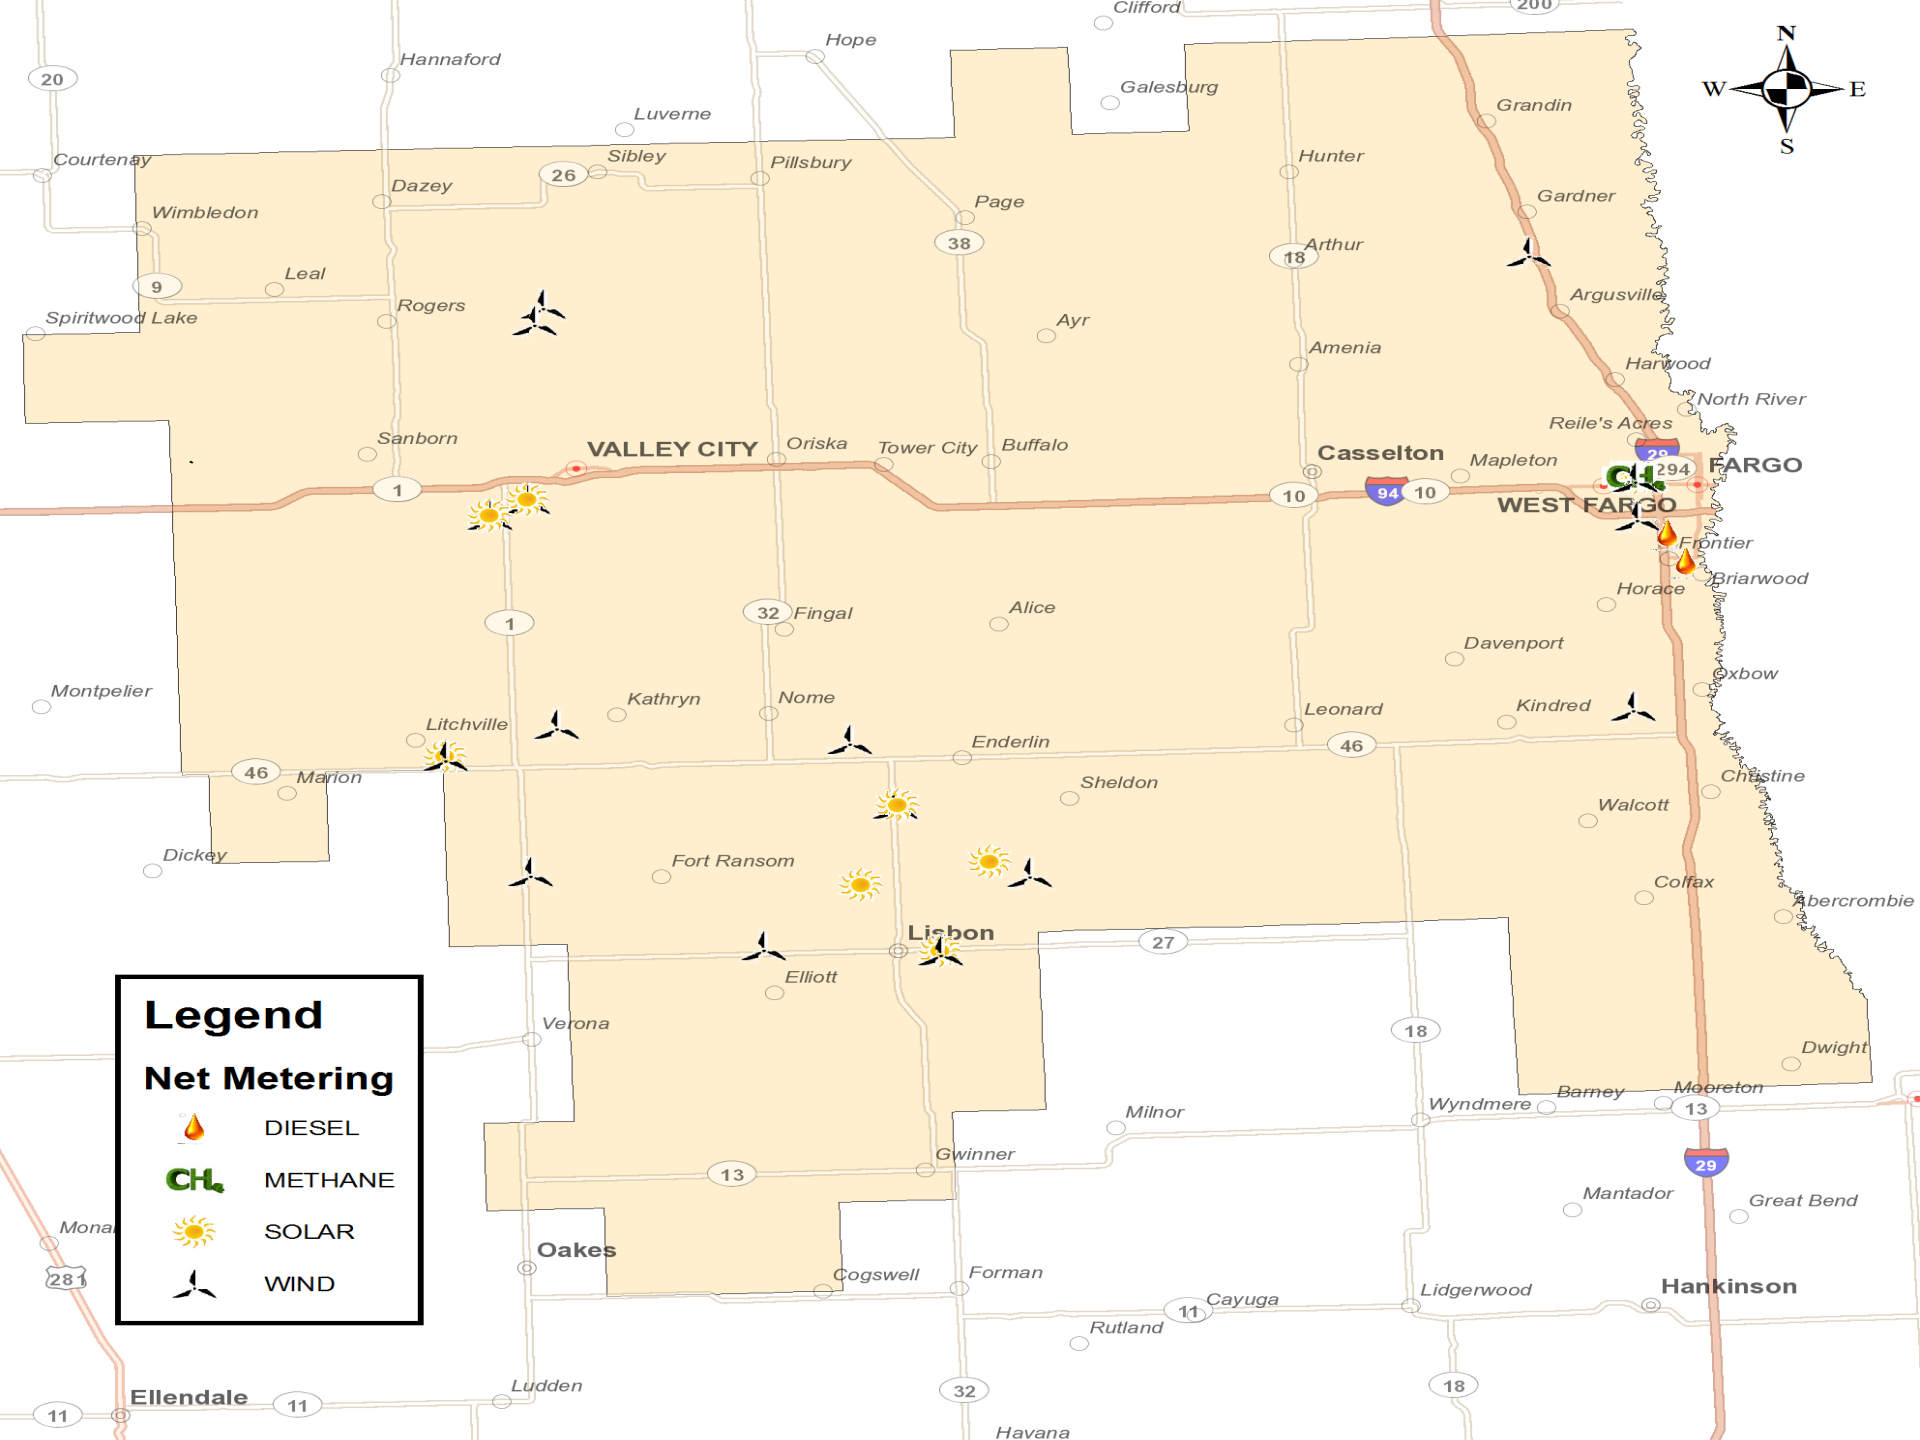 Clifford
200
Hope
N
Hannaford
20
Galesburg
W
E
Grandin
Luverne
S
Courtenay
Sibley
Pillsbury
Hunter
26
Dazey
Page
Gardner
Wimbledon
38
Arthur
18
Leal
9
Argusville
Rogers
Spiritwood Lake
Ayr
Amenia
Harwood
North River
Reile's Acres
Sanborn
VALLEY CITY
Oriska
Tower City
Buffalo
Casselton
Mapleton
29
CH4
294
FARGO
1
10
94
10
WEST FARGO
Frontier
Briarwood
Horace
Alice
32
Fingal
1
Davenport
Oxbow
Montpelier
Kathryn
Nome
Leonard
Kindred
Litchville
Enderlin
46
46
Marion
Sheldon
Christine
Walcott
Dickey
Fort Ransom
Colfax
Abercrombie
Lisbon
27
Elliott
Legend
Verona
18
Dwight
Net Metering
Barney
Mooreton
Wyndmere
13
Milnor
DIESEL
Gwinner
29
13
CH4
METHANE
Mantador
Great Bend
Mona
SOLAR
Oakes
281
Cogswell
Forman
WIND
Lidgerwood
Hankinson
11
Cayuga
Rutland
Ludden
32
18
Ellendale
11
11
Havana